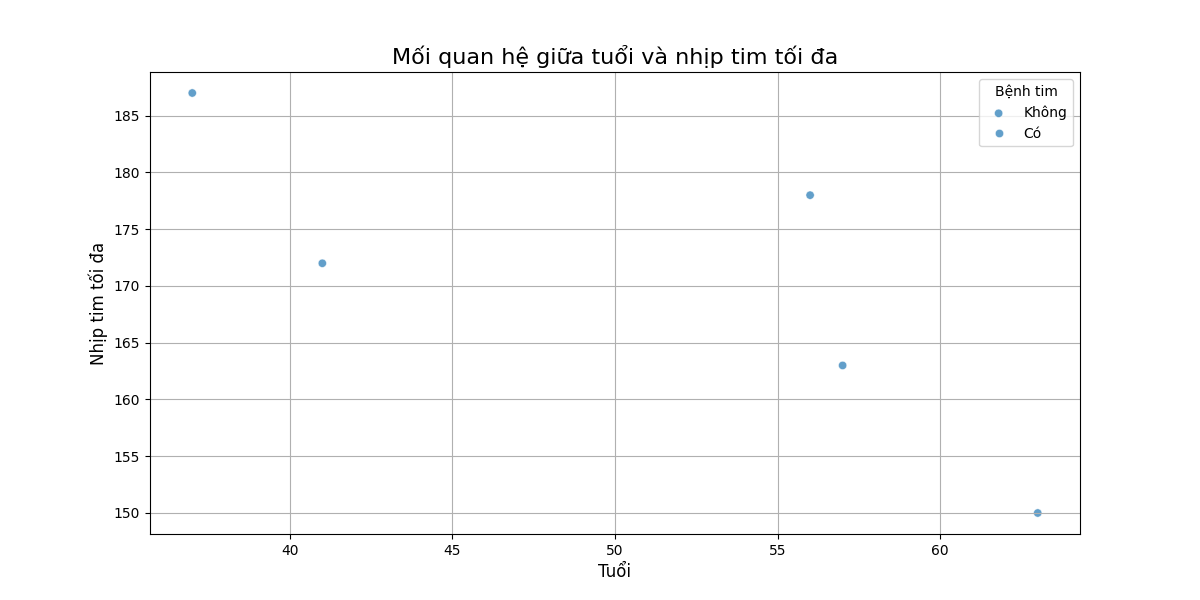 Mối quan hệ giữa tuổi và nhịp tim tối đa
Bệnh tim
Không
Có
Nhịp tim tối đa
185
180
175
170
165
160
155
150
40
45
50
55
60
Tuổi